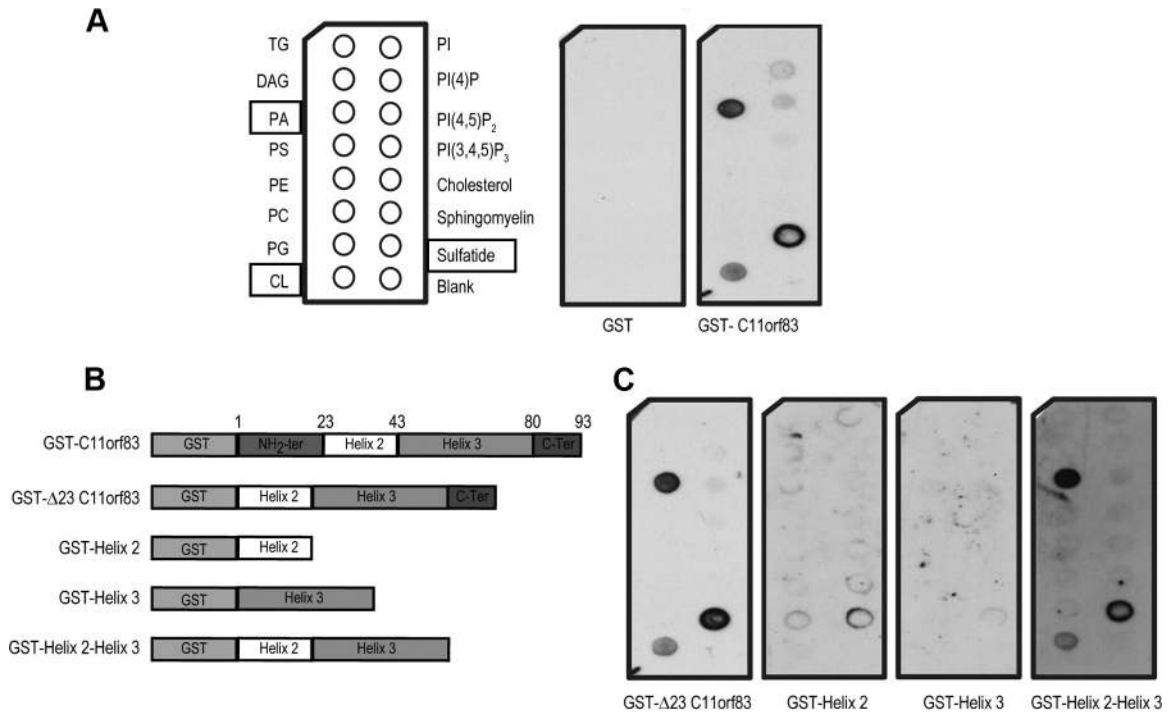 A
TG
PI
DAG
PI(4)P
PA
PI(4,5)P2
PS
PI(3,4,5)P3
PE
Cholesterol
PC
Sphingomyelin
PG
Sulfatide
CL
Blank
GST
GST- C11orf83
B
1 23 43 80 93
GST-C11orf83
GST NH2-ter Helix 2 Helix 3 C-Ter
GST-Δ23 C11orf83
GST Helix 2 Helix 3 C-Ter
GST-Helix 2
GST Helix 2
GST-Helix 3
GST Helix 3
GST-Helix 2-Helix 3
GST Helix 2 Helix 3
C
GST-Δ23 C11orf83
GST-Helix 2
GST-Helix 3
GST-Helix 2-Helix 3